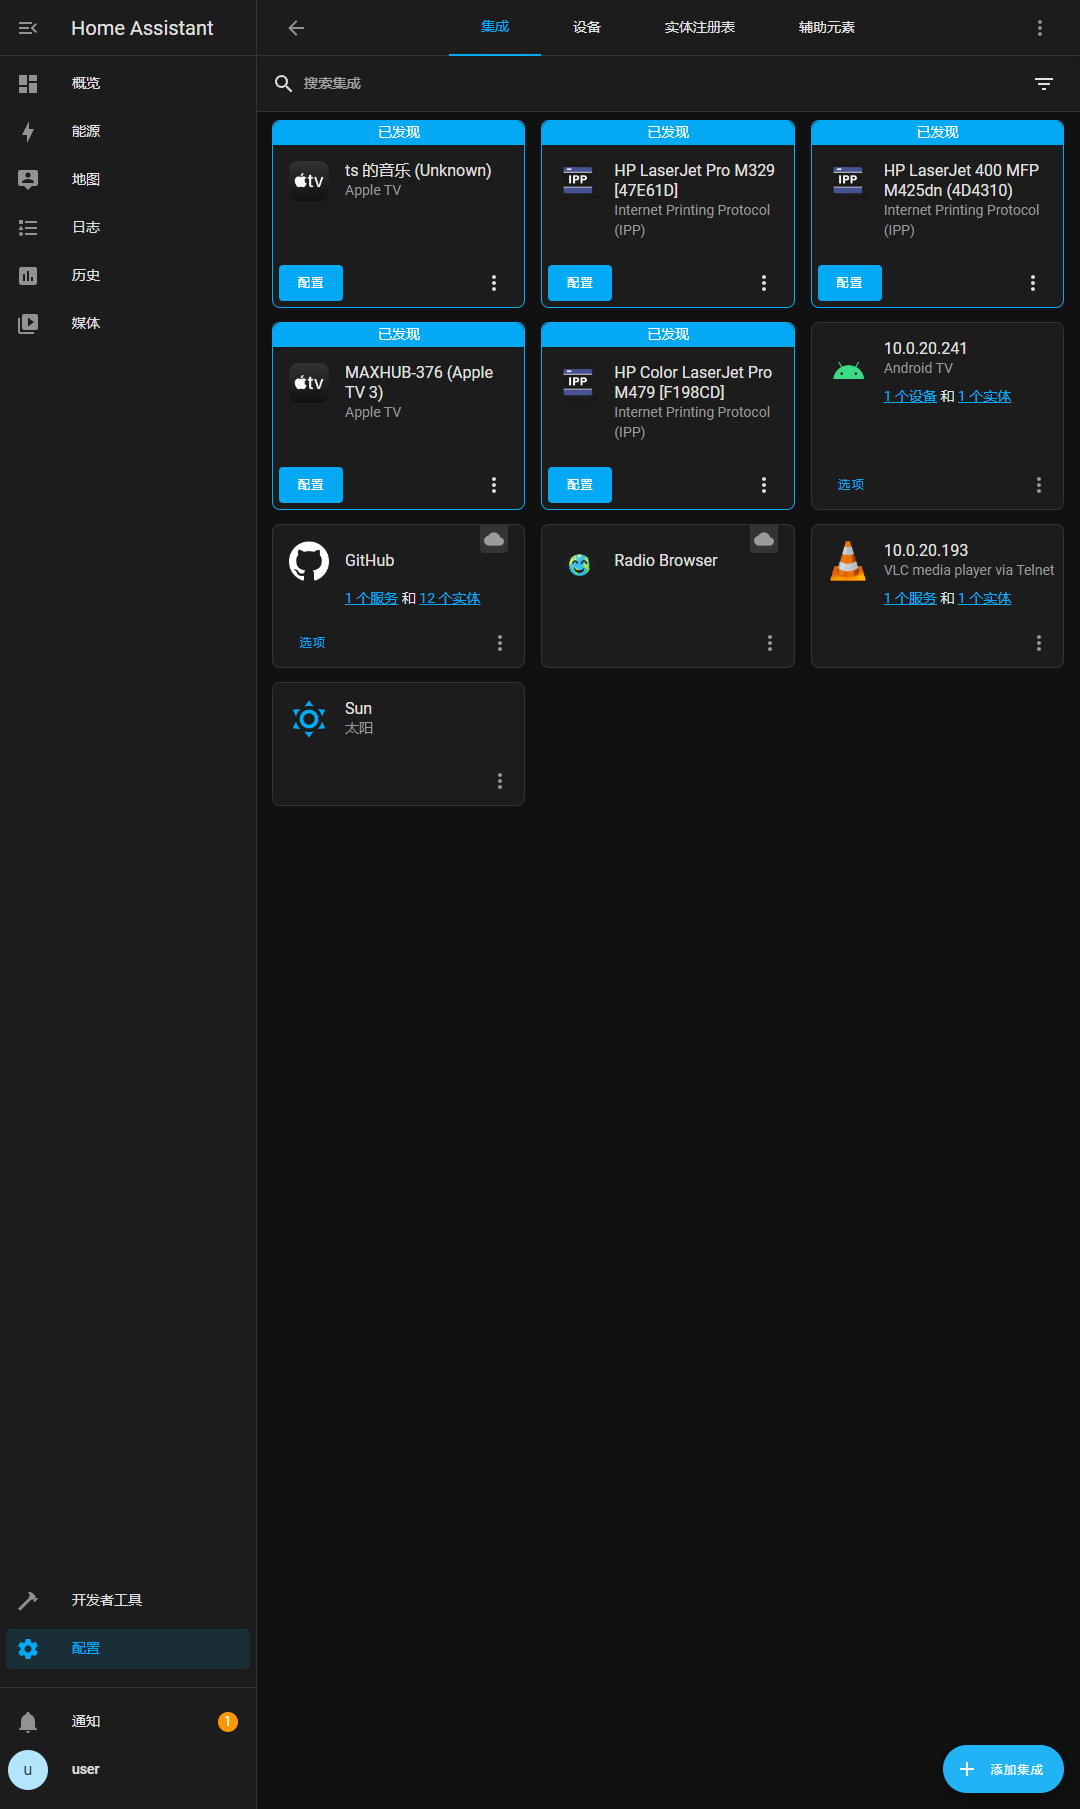 Home Assistant
集成
设备
实体注册表
辅助元素
概览
能源
地图
日志
历史
媒体
搜索集成
已发现
tv
ts 的音乐 (Unknown)
Apple TV
配置
已发现
IPP
HP LaserJet Pro M329
[47E61D]
Internet Printing Protocol
(IPP)
配置
已发现
IPP
HP LaserJet 400 MFP
M425dn (4D4310)
Internet Printing Protocol
(IPP)
配置
已发现
tv
MAXHUB-376 (Apple
TV 3)
Apple TV
配置
已发现
IPP
HP Color LaserJet Pro
M479 [F198CD]
Internet Printing Protocol
(IPP)
配置
10.0.20.241
Android TV
1 个设备 和 1 个实体
选项
GitHub
1 个服务 和 12 个实体
选项
Radio Browser
10.0.20.193
VLC media player via Telnet
1 个服务 和 1 个实体
Sun
太阳
开发者工具
配置
通知
1
u
user
添加集成